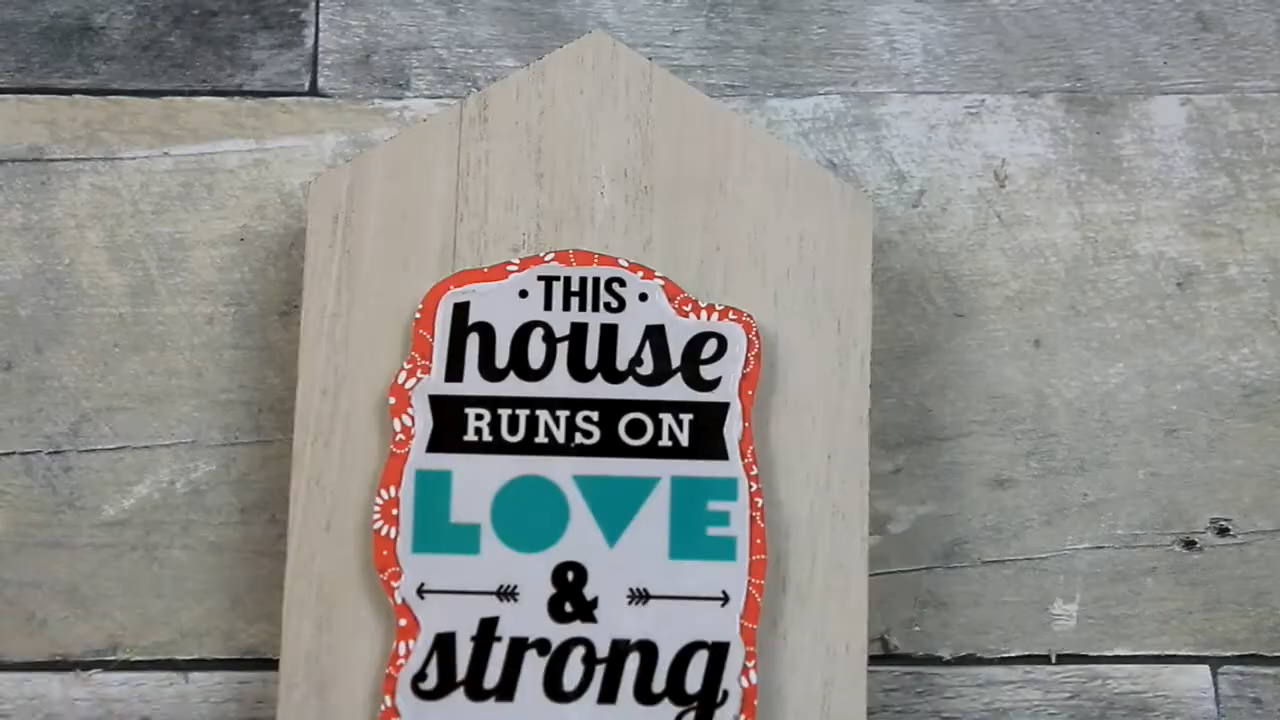 • THIS •
house
RUNS ON
LOVE
&
strong